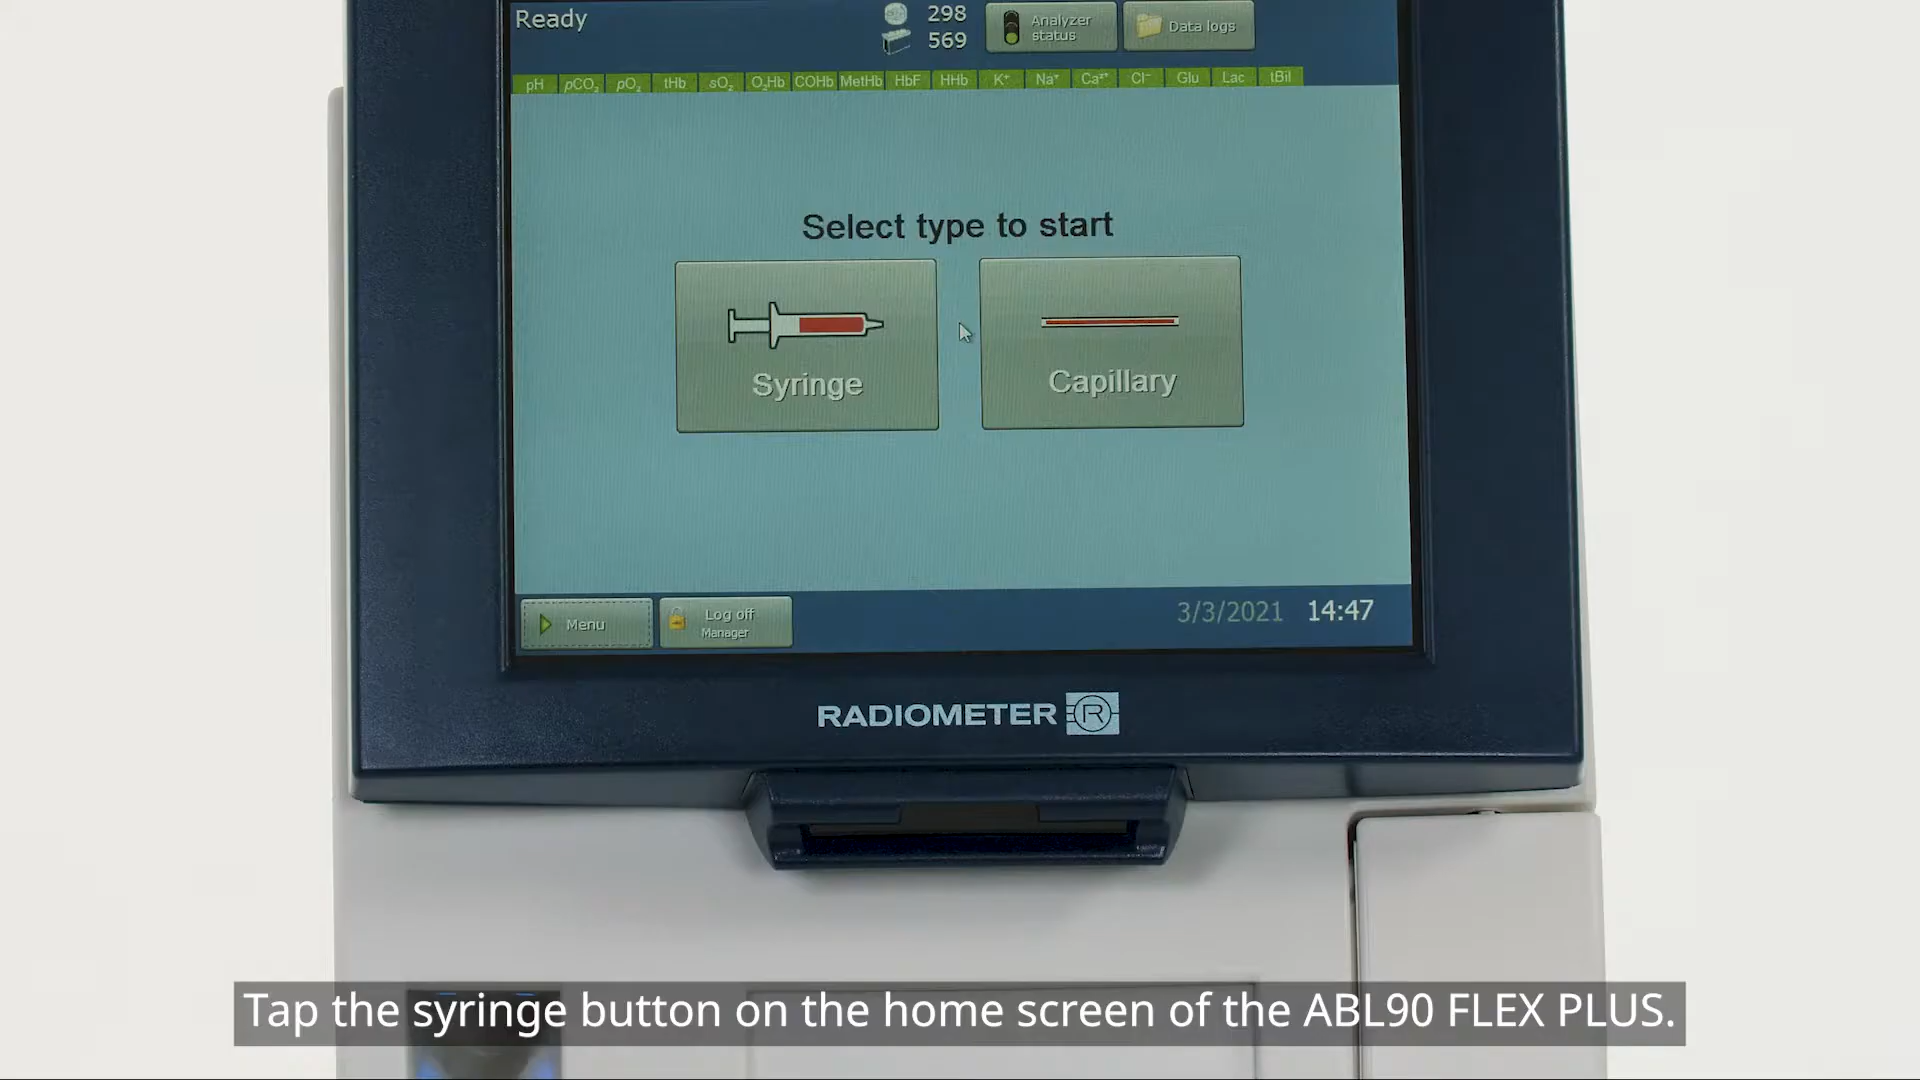 Ready
298
569
Analyzer
status
Data logs
pH pCO₂ pO₂ tHb sO₂ O₂Hb COHb MetHb HbF HHb K⁺ Na⁺ Ca²⁺ Cl⁻ Glu Lac tBil
Select type to start
Syringe
Capillary
Menu
Log off
Manager
3/3/2021 14:47
RADIOMETER R
Tap the syringe button on the home screen of the ABL90 FLEX PLUS.